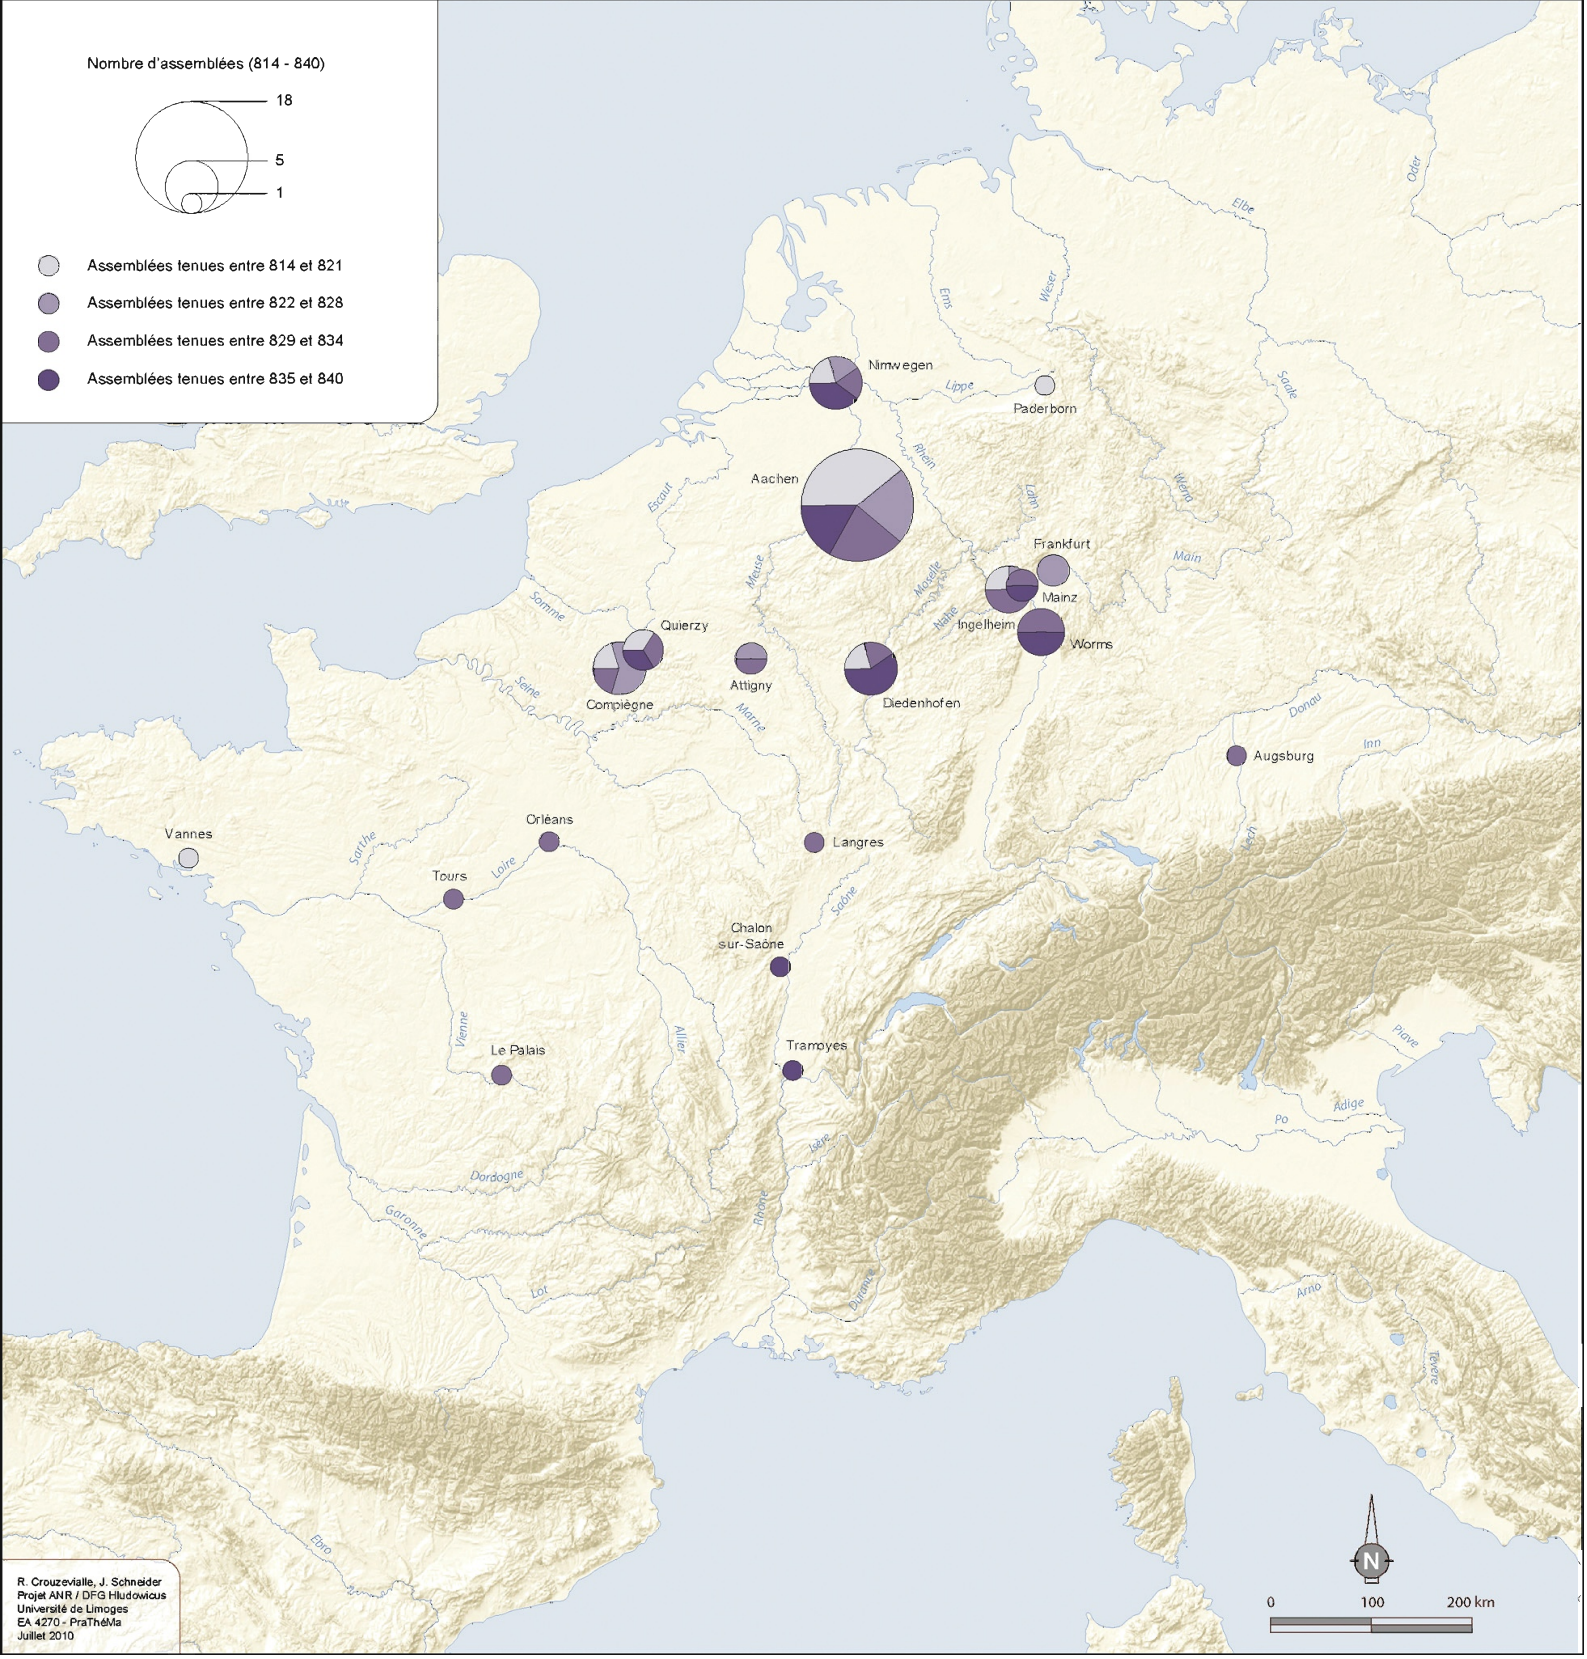 Nombre d'assemblées (814 - 840)
18
5
1
Assemblées tenues entre 814 et 821
Assemblées tenues entre 822 et 828
Assemblées tenues entre 829 et 834
Assemblées tenues entre 835 et 840
Oder
Elbe
Ems
Weser
Nimwegen
Lippe
Paderborn
Saale
Rhein
Aachen
Escaut
Lahn
Werra
Frankfurt
Main
Meuse
Moselle
Mainz
Somme
Nahe
Ingelheim
Quierzy
Worms
Attigny
Seine
Compiègne
Diedenhofen
Marne
Donau
Inn
Augsburg
Vannes
Orléans
Sarthe
Langres
Lech
Loire
Tours
Saône
Chalon
sur-Saône
Vienne
Allier
Piave
Tramoyes
Le Palais
Adige
Po
Isère
Dordogne
Rhône
Garonne
Durance
Lot
Arno
Tevere
Ebro
N
R. Crouzevialle, J. Schneider
Projet ANR / DFG Hludowicus
Université de Limoges
EA 4270 - PraThéMa
Juillet 2010
0 100 200 km